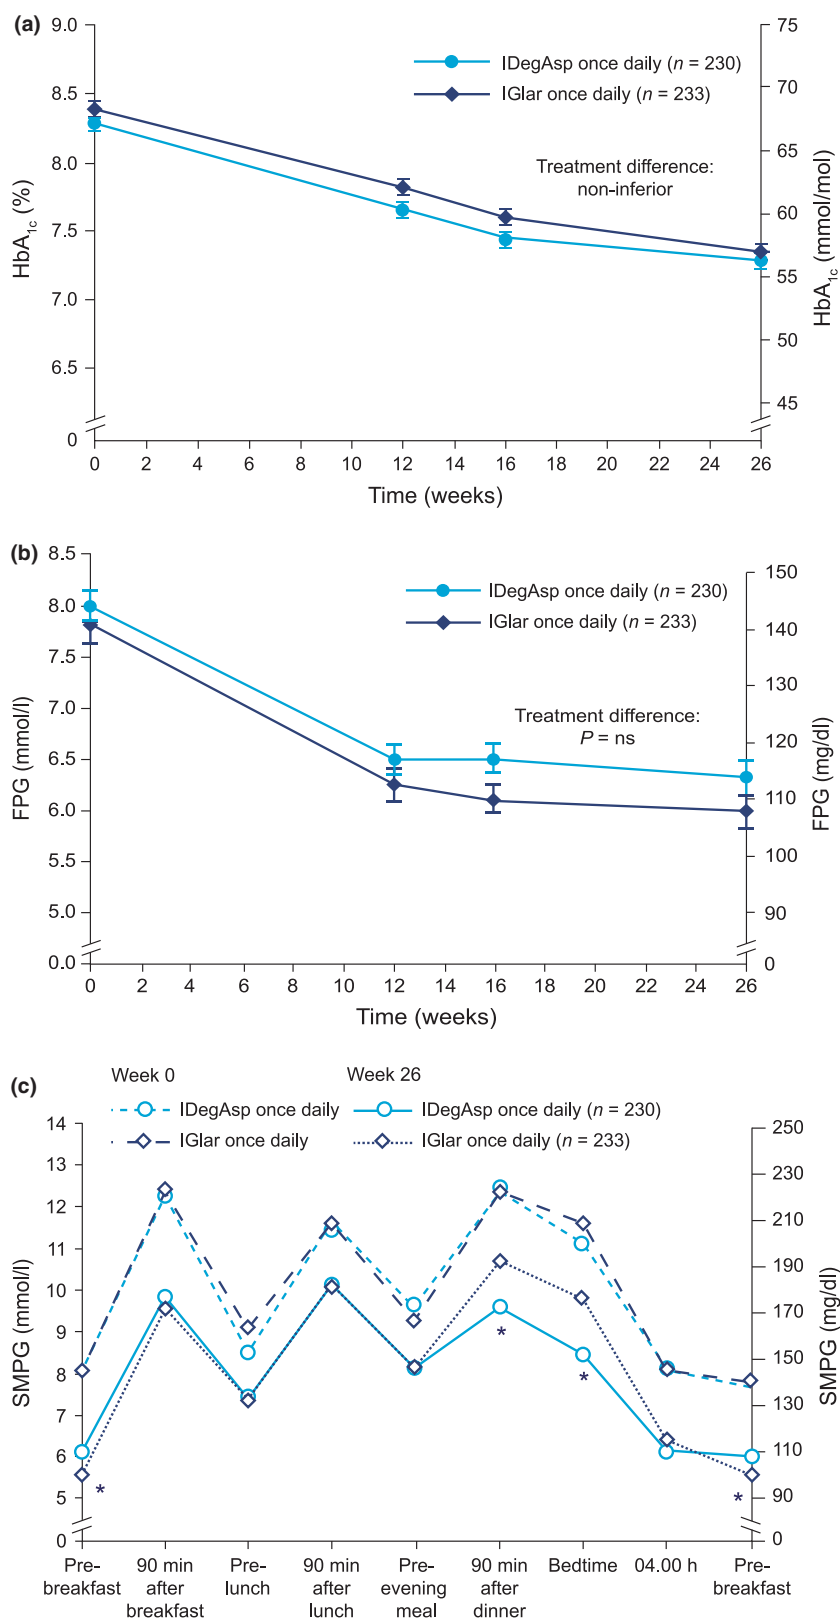 (a)
9.0
8.5
8.0
7.5
7.0
6.5
0
HbA1c (%)
IDegAsp once daily (n = 230)
IGlar once daily (n = 233)
Treatment difference:
non-inferior
75
70
65
60
55
50
45
HbA1c (mmol/mol)
0 2 4 6 8 10 12 14 16 18 20 22 24 26
Time (weeks)
(b)
8.5
8.0
7.5
7.0
6.5
6.0
5.5
5.0
0.0
FPG (mmol/l)
IDegAsp once daily (n = 230)
IGlar once daily (n = 233)
Treatment difference:
P = ns
150
140
130
120
110
100
90
0
FPG (mg/dl)
0 2 4 6 8 10 12 14 16 18 20 22 24 26
Time (weeks)
(c)
Week 0 Week 26
IDegAsp once daily IDegAsp once daily (n = 230)
IGlar once daily IGlar once daily (n = 233)
14
13
12
11
10
9
8
7
6
5
0
SMPG (mmol/l)
* * * *
250
230
210
190
170
150
130
110
90
0
SMPG (mg/dl)
Pre- 90 min Pre- 90 min Pre- 90 min Bedtime 04.00 h Pre-
breakfast after lunch after evening after breakfast
breakfast lunch meal dinner